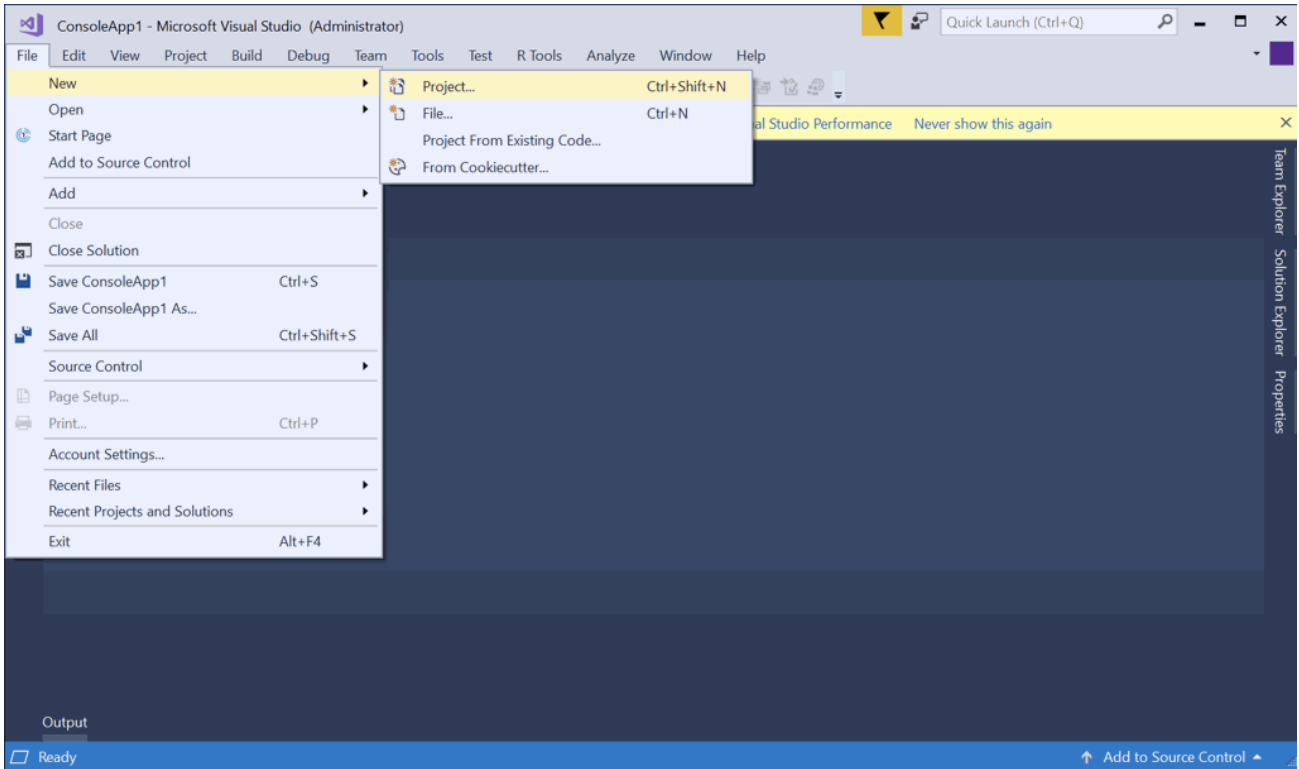 ConsoleApp1 - Microsoft Visual Studio (Administrator)
Quick Launch (Ctrl+Q)
File Edit View Project Build Debug Team Tools Test R Tools Analyze Window Help
New
Project... Ctrl+Shift+N
Open
File... Ctrl+N
Studio Performance Never show this again
Start Page
Project From Existing Code...
Add to Source Control
From Cookiecutter...
Add
Close
Close Solution
Save ConsoleApp1 Ctrl+S
Save ConsoleApp1 As...
Save All Ctrl+Shift+S
Source Control
Page Setup...
Print... Ctrl+P
Account Settings...
Recent Files
Recent Projects and Solutions
Exit Alt+F4
Team Explorer
Solution Explorer
Properties
Output
Ready
Add to Source Control